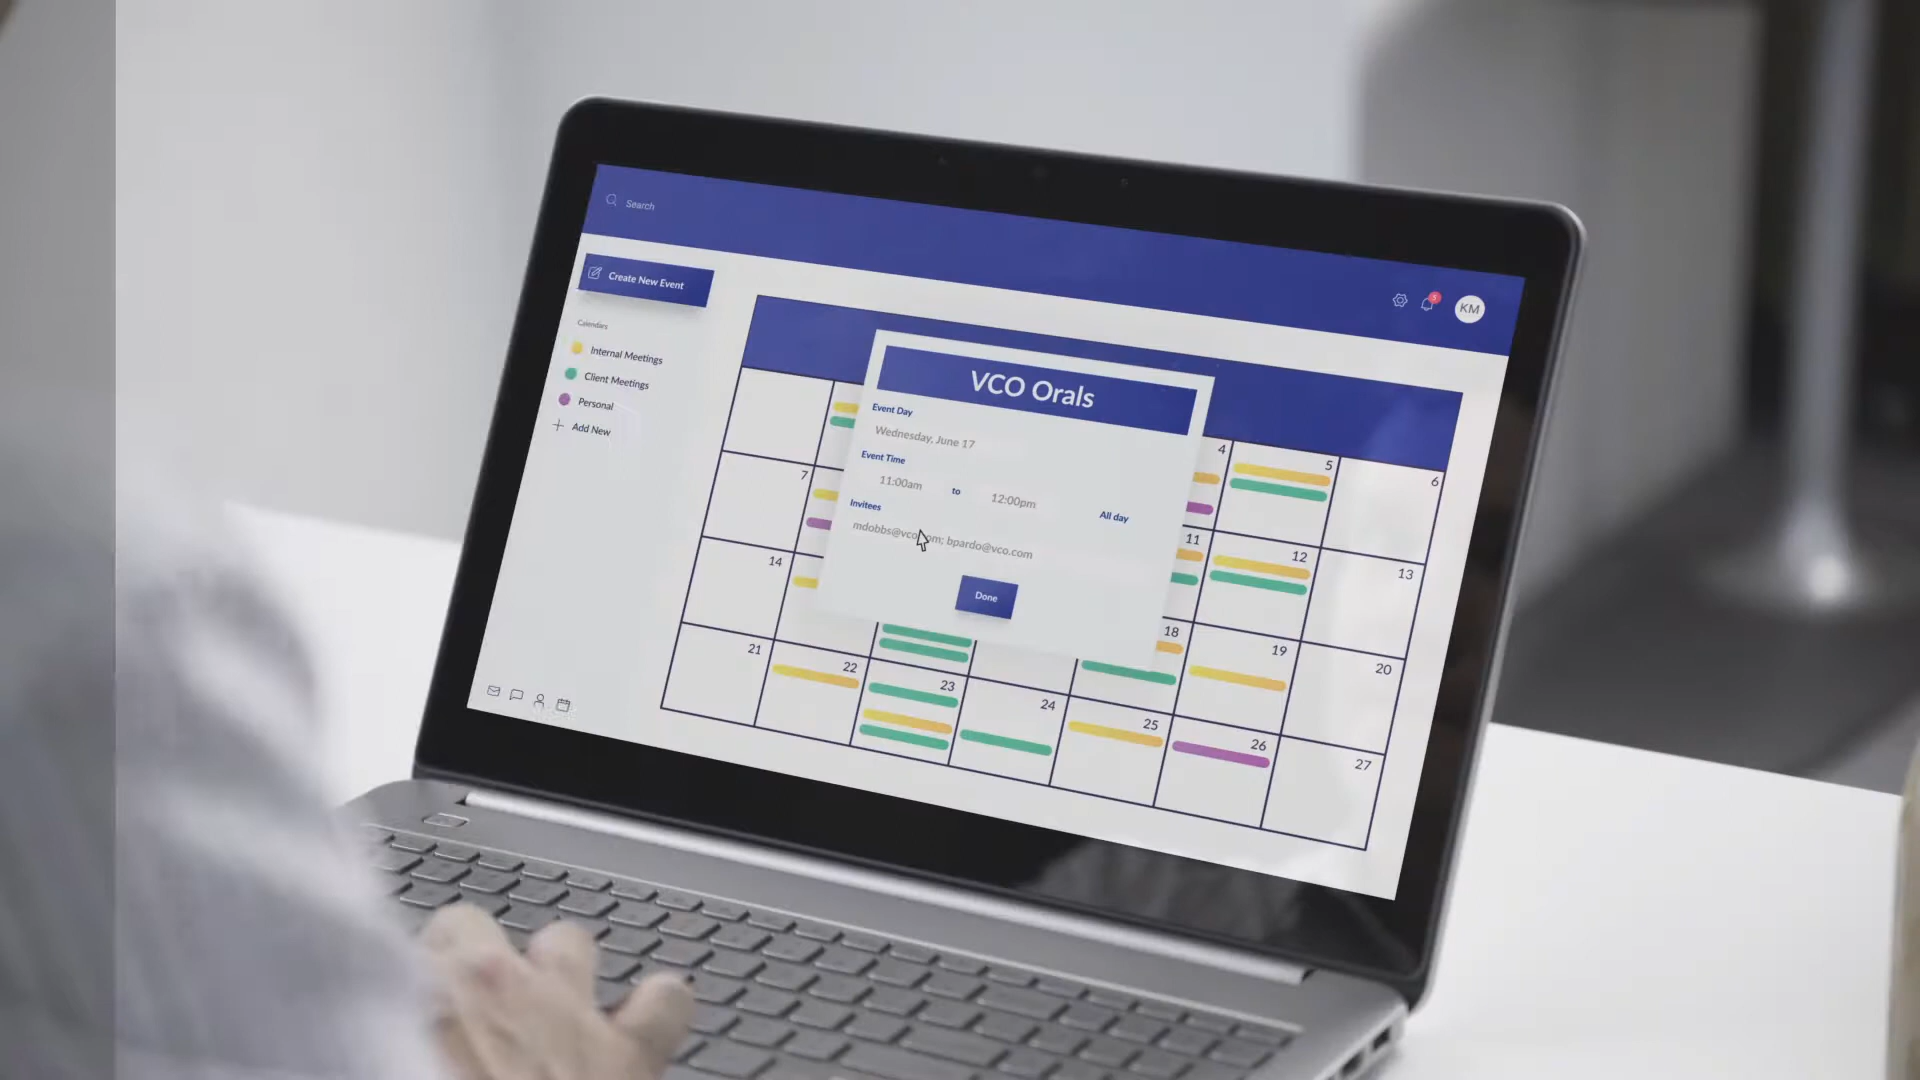 Search
5
KM
Create New Event
Calendars
Internal Meetings
Client Meetings
Personal
Add New
VCO Orals
Event Day
Wednesday, June 17
Event Time
11:00am to 12:00pm All day
Invitees
mdobbs@vco.com; bpardo@vco.com
Done
4 5 6
7 11 12 13
14 18 19 20
21 22 23 24 25 26 27